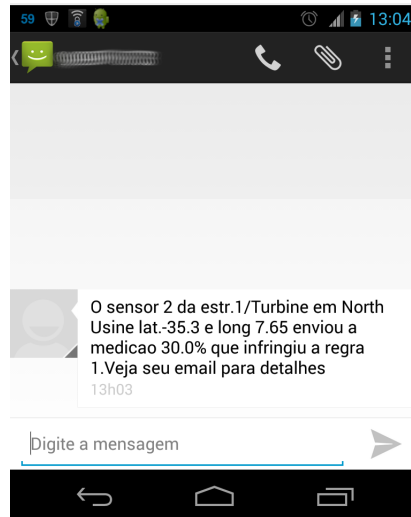 59 13:04
O sensor 2 da estr.1/Turbine em North
Usine lat.-35.3 e long 7.65 enviou a
medicao 30.0% que infringiu a regra
1.Veja seu email para detalhes
13h03
Digite a mensagem